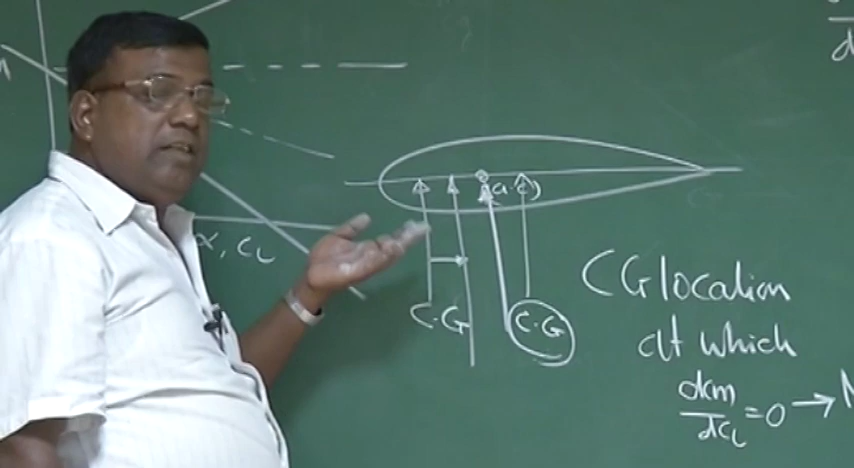 α, CL
(a.c)
C.G
C.G
CG location
at which
dCm
dCL
=0 → N
d